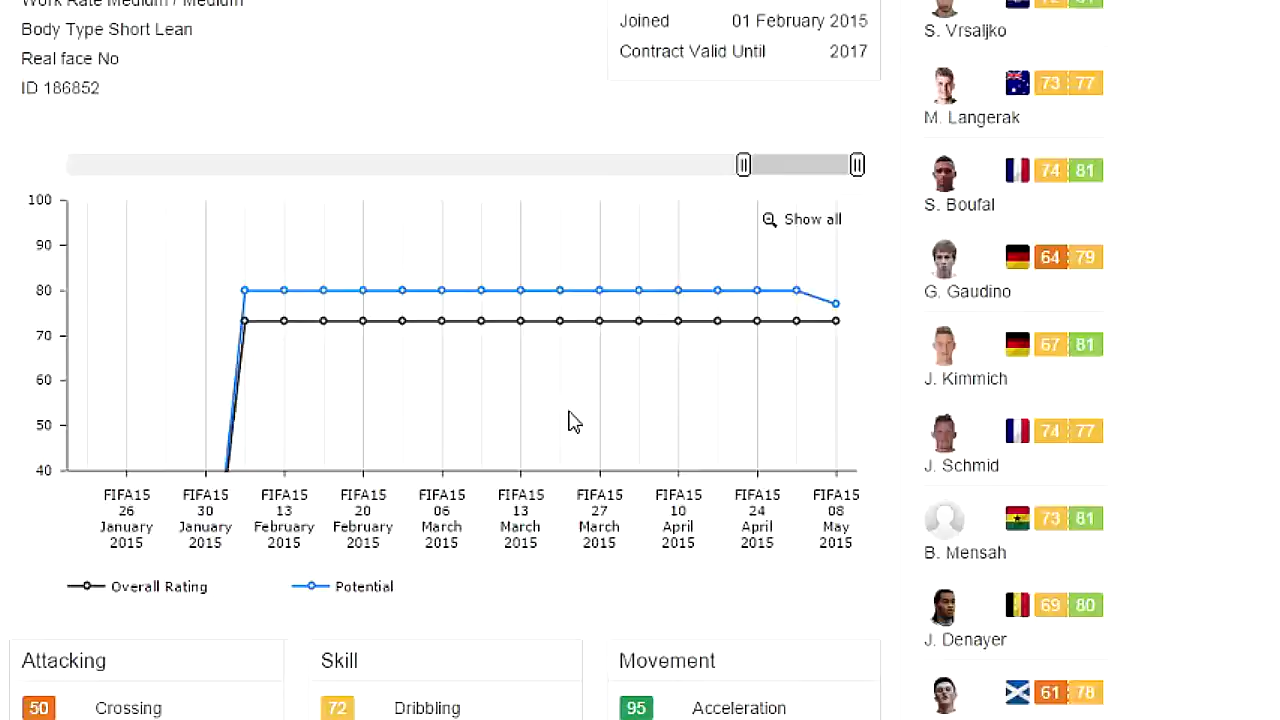 Work Rate Medium / Medium
Body Type Short Lean
Real face No
ID 186852
Joined 01 February 2015
Contract Valid Until 2017
Show all
100
90
80
70
60
50
40
FIFA15 26 January 2015
FIFA15 30 January 2015
FIFA15 13 February 2015
FIFA15 20 February 2015
FIFA15 06 March 2015
FIFA15 13 March 2015
FIFA15 27 March 2015
FIFA15 10 April 2015
FIFA15 24 April 2015
FIFA15 08 May 2015
Overall Rating
Potential
Attacking
50 Crossing
Skill
72 Dribbling
Movement
95 Acceleration
S. Vrsaljko
73 77
M. Langerak
74 81
S. Boufal
64 79
G. Gaudino
67 81
J. Kimmich
74 77
J. Schmid
73 81
B. Mensah
69 80
J. Denayer
61 78